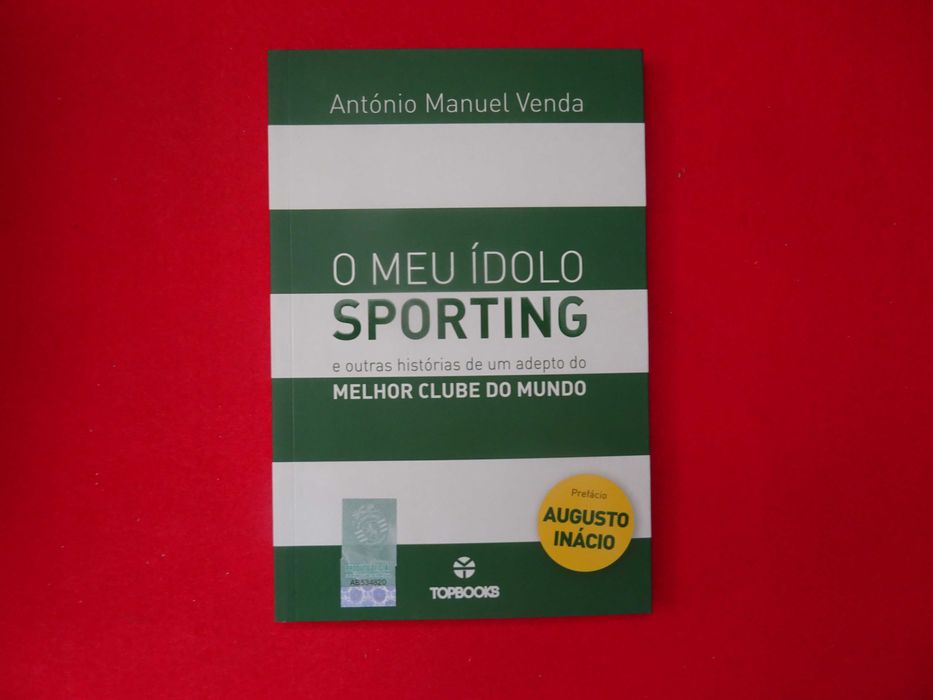 António Manuel Venda
O MEU ÍDOLO
SPORTING
e outras histórias de um adepto do
MELHOR CLUBE DO MUNDO
Prefácio
AUGUSTO
INÁCIO
AB534820
TOPBOOKS